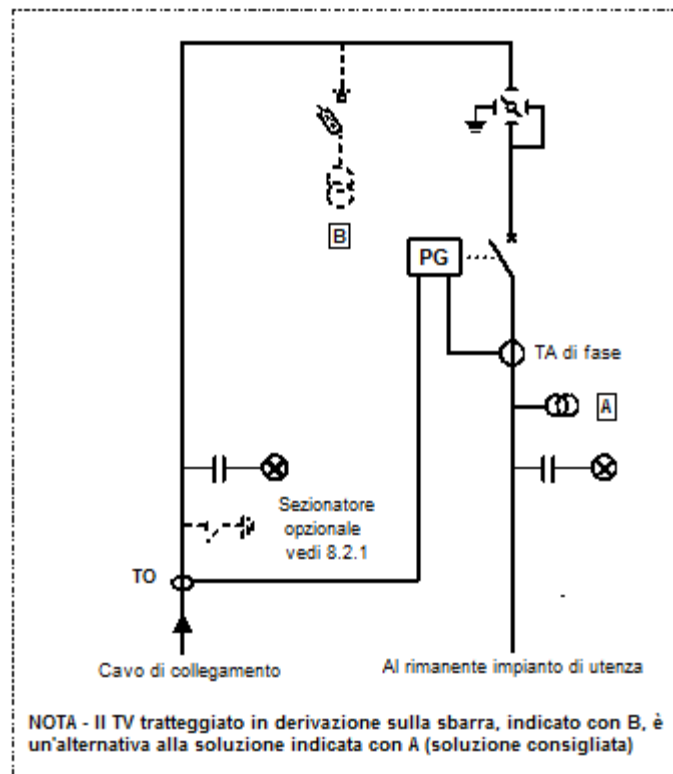 B
PG
TA di fase
A
Sezionatore
opzionale
vedi 8.2.1
TO
Cavo di collegamento
Al rimanente impianto di utenza
NOTA - Il TV tratteggiato in derivazione sulla sbarra, indicato con B, è
un'alternativa alla soluzione indicata con A (soluzione consigliata)